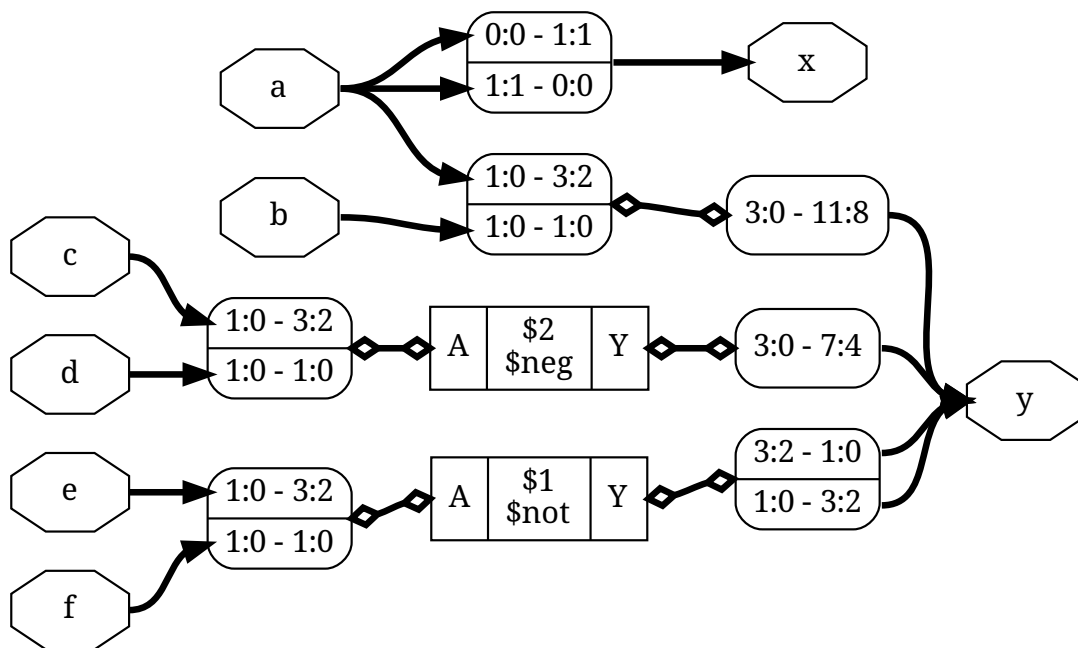 a
0:0 - 1:1
1:1 - 0:0
x
b
1:0 - 3:2
1:0 - 1:0
3:0 - 11:8
c
d
1:0 - 3:2
1:0 - 1:0
A
$2
$neg
Y
3:0 - 7:4
y
e
f
1:0 - 3:2
1:0 - 1:0
A
$1
$not
Y
3:2 - 1:0
1:0 - 3:2